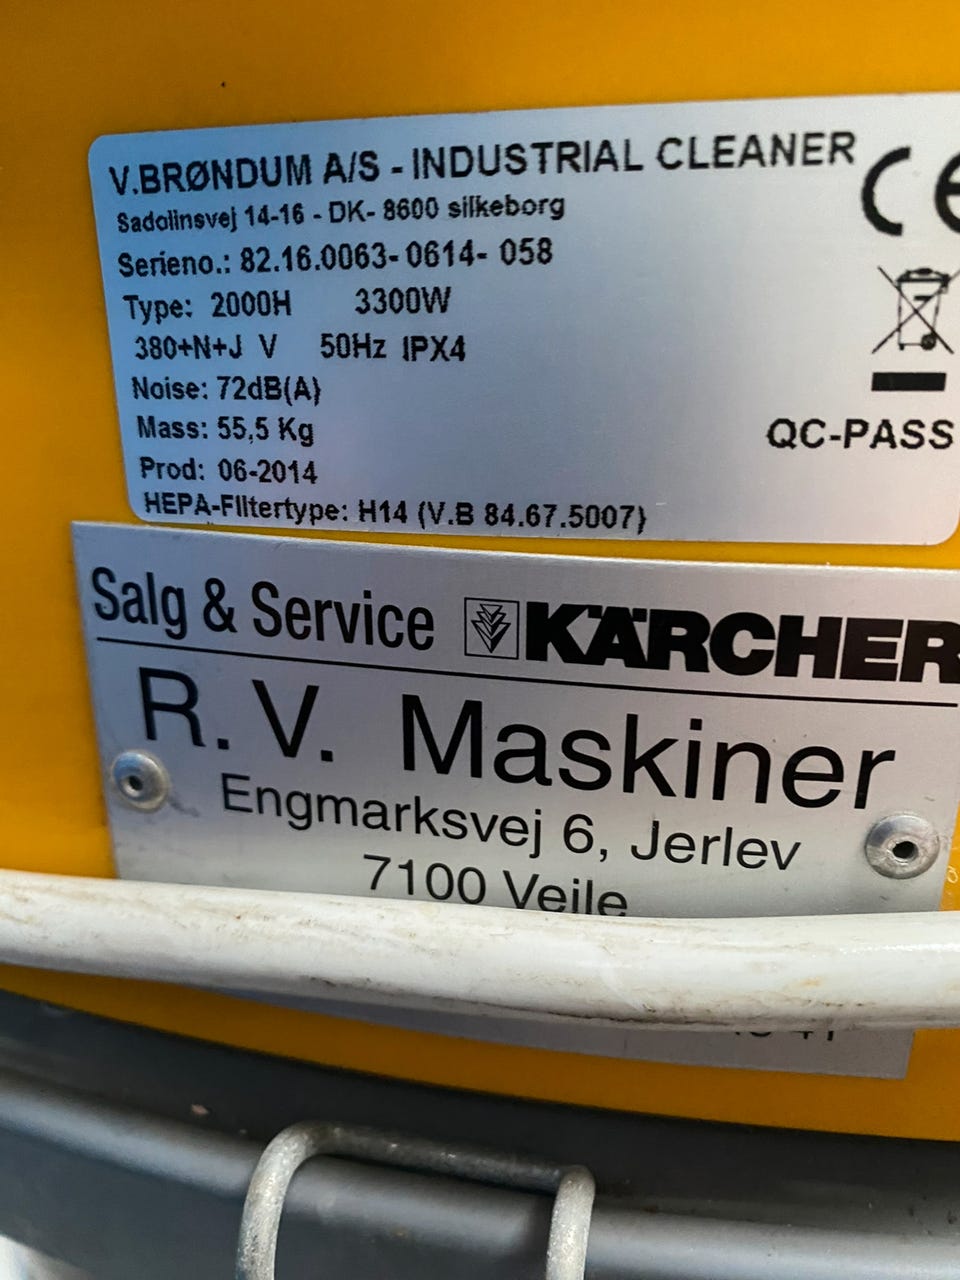 V.BRØNDUM A/S - INDUSTRIAL CLEANER
Sadolinsvej 14-16 - DK- 8600 silkeborg
Serieno.: 82.16.0063-0614- 058
Type: 2000H 3300W
380+N+J V 50Hz IPX4
Noise: 72dB(A)
Mass: 55,5 Kg
Prod: 06-2014
HEPA-Filtertype: H14 (V.B 84.67.5007)
CE
QC-PASS
Salg & Service KÄRCHER
R. V. Maskiner
Engmarksvej 6, Jerlev
7100 Vejle